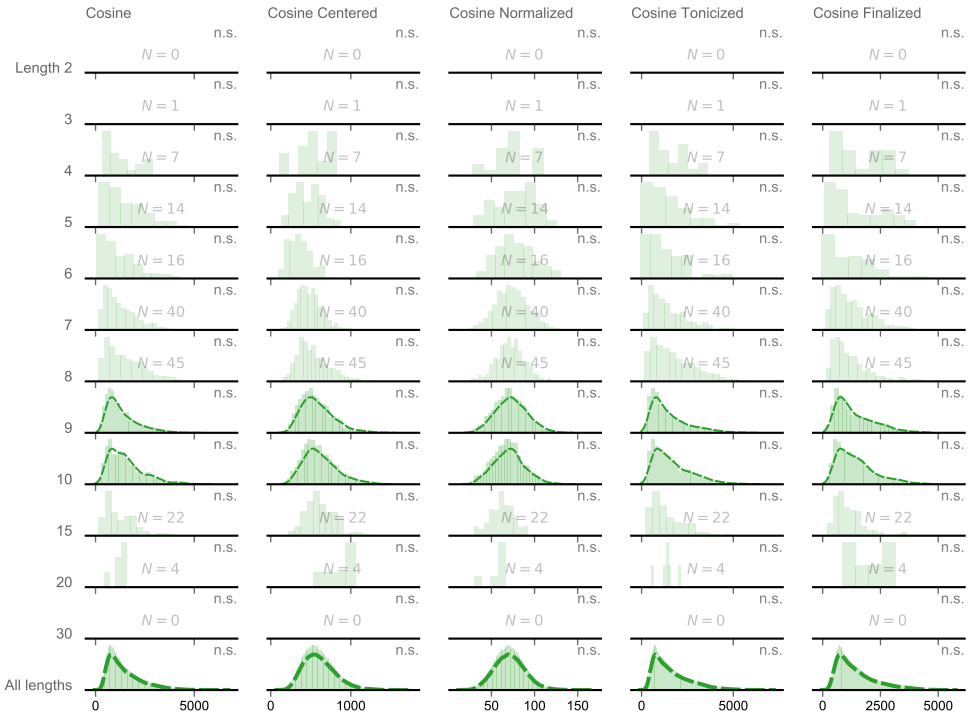 Cosine Cosine Centered Cosine Normalized Cosine Tonicized Cosine Finalized
n.s. n.s. n.s. n.s. n.s.
Length 2 N = 0 N = 0 N = 0 N = 0 N = 0
n.s. n.s. n.s. n.s. n.s.
3 N = 1 N = 1 N = 1 N = 1 N = 1
n.s. n.s. n.s. n.s. n.s.
4 N = 7 N = 7 N = 7 N = 7 N = 7
n.s. n.s. n.s. n.s. n.s.
5 N = 14 N = 14 N = 14 N = 14 N = 14
n.s. n.s. n.s. n.s. n.s.
6 N = 16 N = 16 N = 16 N = 16 N = 16
n.s. n.s. n.s. n.s. n.s.
7 N = 40 N = 40 N = 40 N = 40 N = 40
n.s. n.s. n.s. n.s. n.s.
8 N = 45 N = 45 N = 45 N = 45 N = 45
n.s. n.s. n.s. n.s. n.s.
9
n.s. n.s. n.s. n.s. n.s.
10
n.s. n.s. n.s. n.s. n.s.
15 N = 22 N = 22 N = 22 N = 22 N = 22
n.s. n.s. n.s. n.s. n.s.
20 N = 4 N = 4 N = 4 N = 4 N = 4
n.s. n.s. n.s. n.s. n.s.
30 N = 0 N = 0 N = 0 N = 0 N = 0
n.s. n.s. n.s. n.s. n.s.
All lengths
0 5000 0 1000 50 100 150 0 5000 0 2500 5000